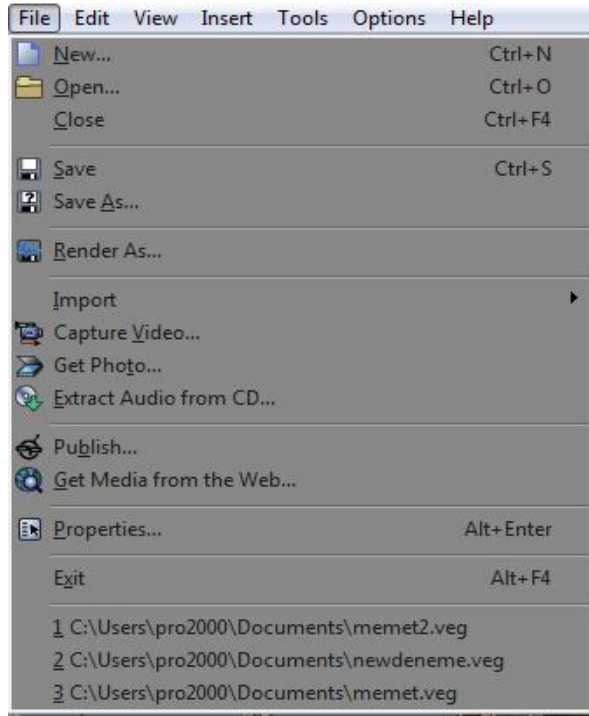 File Edit View Insert Tools Options Help
New... Ctrl+N
Open... Ctrl+O
Close Ctrl+F4
Save Ctrl+S
Save As...
Render As...
Import
Capture Video...
Get Photo...
Extract Audio from CD...
Publish...
Get Media from the Web...
Properties... Alt+Enter
Exit Alt+F4
1 C:\Users\pro2000\Documents\memet2.veg
2 C:\Users\pro2000\Documents\newdeneme.veg
3 C:\Users\pro2000\Documents\memet.veg